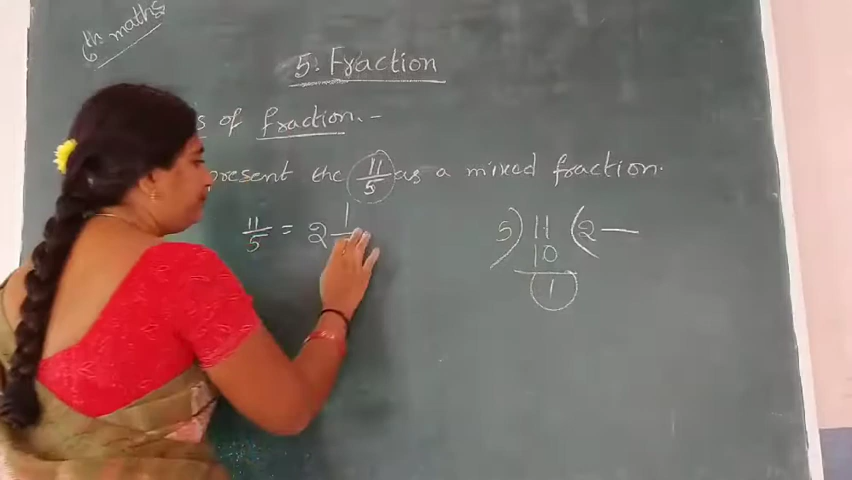 6th maths
5. Fraction
of fraction.-
the 11/5 as a mixed fraction.
11/5 = 2 1/
5) 11 (2 —
10
1